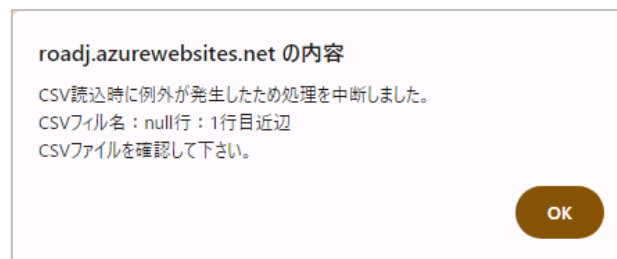 roadj.azurewebsites.net の内容
CSV読込時に例外が発生したため処理を中断しました。
CSVフィル名：null行：1行目近辺
CSVファイルを確認して下さい。
OK